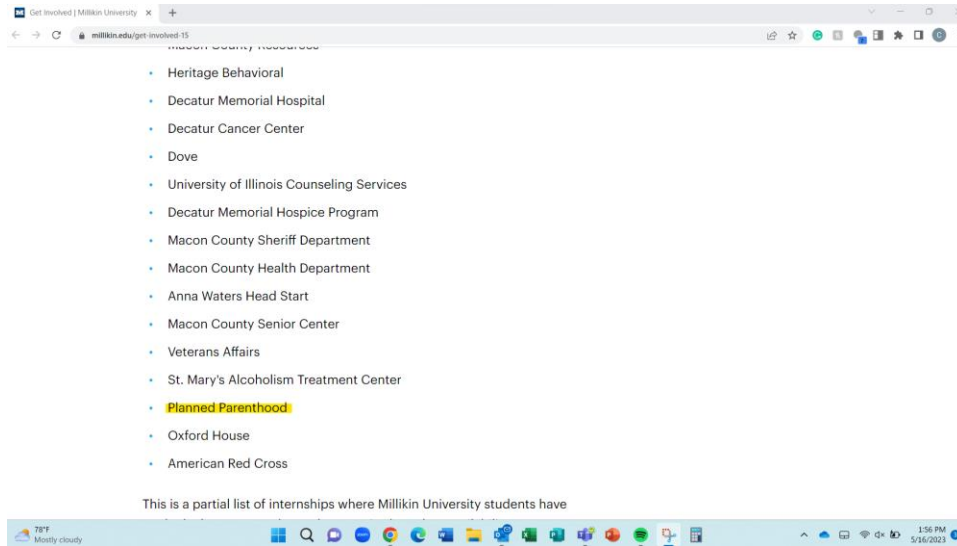 Get Involved | Millikin University
millikin.edu/get-involved-15
Macon County Resources
Heritage Behavioral
Decatur Memorial Hospital
Decatur Cancer Center
Dove
University of Illinois Counseling Services
Decatur Memorial Hospice Program
Macon County Sheriff Department
Macon County Health Department
Anna Waters Head Start
Macon County Senior Center
Veterans Affairs
St. Mary's Alcoholism Treatment Center
Planned Parenthood
Oxford House
American Red Cross
This is a partial list of internships where Millikin University students have
78°F
Mostly cloudy
1:56 PM
5/16/2023